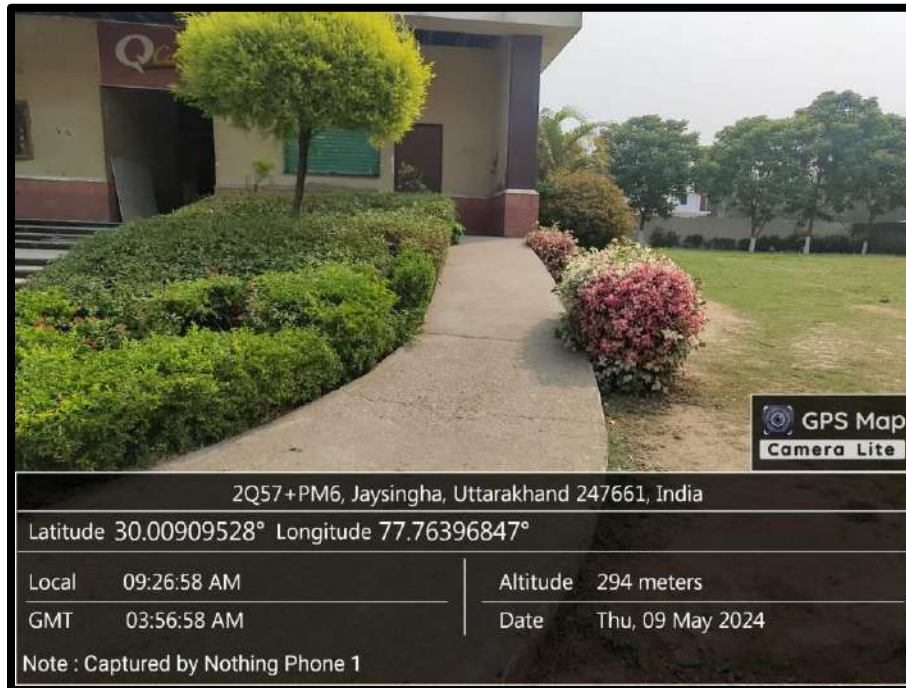 Q
GPS Map
Camera Lite
2Q57+PM6, Jaysingha, Uttarakhand 247661, India
Latitude 30.00909528° Longitude 77.76396847°
Local 09:26:58 AM
Altitude 294 meters
GMT 03:56:58 AM
Date Thu, 09 May 2024
Note : Captured by Nothing Phone 1